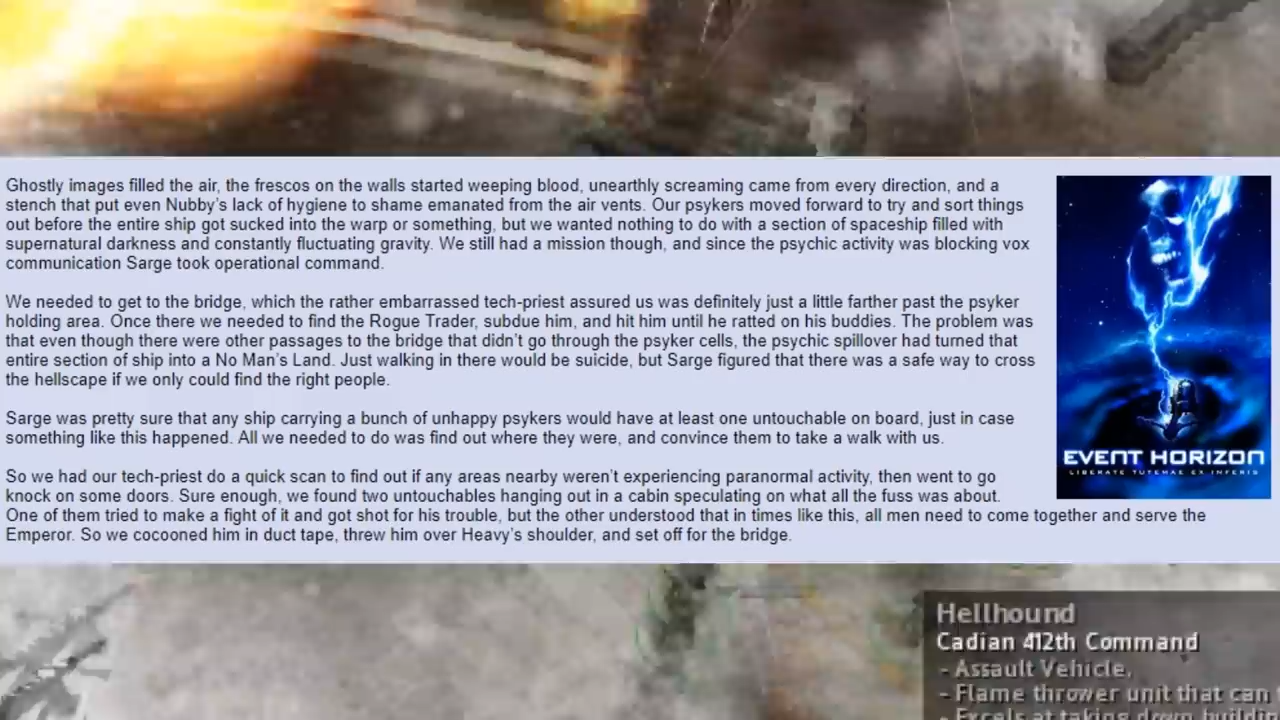 Ghostly images filled the air, the frescos on the walls started weeping blood, unearthly screaming came from every direction, and a
stench that put even Nubby's lack of hygiene to shame emanated from the air vents. Our psykers moved forward to try and sort things
out before the entire ship got sucked into the warp or something, but we wanted nothing to do with a section of spaceship filled with
supernatural darkness and constantly fluctuating gravity. We still had a mission though, and since the psychic activity was blocking vox
communication Sarge took operational command.
We needed to get to the bridge, which the rather embarrassed tech-priest assured us was definitely just a little farther past the psyker
holding area. Once there we needed to find the Rogue Trader, subdue him, and hit him until he ratted on his buddies. The problem was
that even though there were other passages to the bridge that didn't go through the psyker cells, the psychic spillover had turned that
entire section of ship into a No Man's Land. Just walking in there would be suicide, but Sarge figured that there was a safe way to cross
the hellscape if we only could find the right people.
Sarge was pretty sure that any ship carrying a bunch of unhappy psykers would have at least one untouchable on board, just in case
something like this happened. All we needed to do was find out where they were, and convince them to take a walk with us.
So we had our tech-priest do a quick scan to find out if any areas nearby weren't experiencing paranormal activity, then went to go
knock on some doors. Sure enough, we found two untouchables hanging out in a cabin speculating on what all the fuss was about.
One of them tried to make a fight of it and got shot for his trouble, but the other understood that in times like this, all men need to come together and serve the
Emperor. So we cocooned him in duct tape, threw him over Heavy's shoulder, and set off for the bridge.
EVENT HORIZON
LIBERATE TUTEMAE EX INFERIS
Hellhound
Cadian 412th Command
- Assault Vehicle.
- Flame thrower unit that can
- Excels at taking down